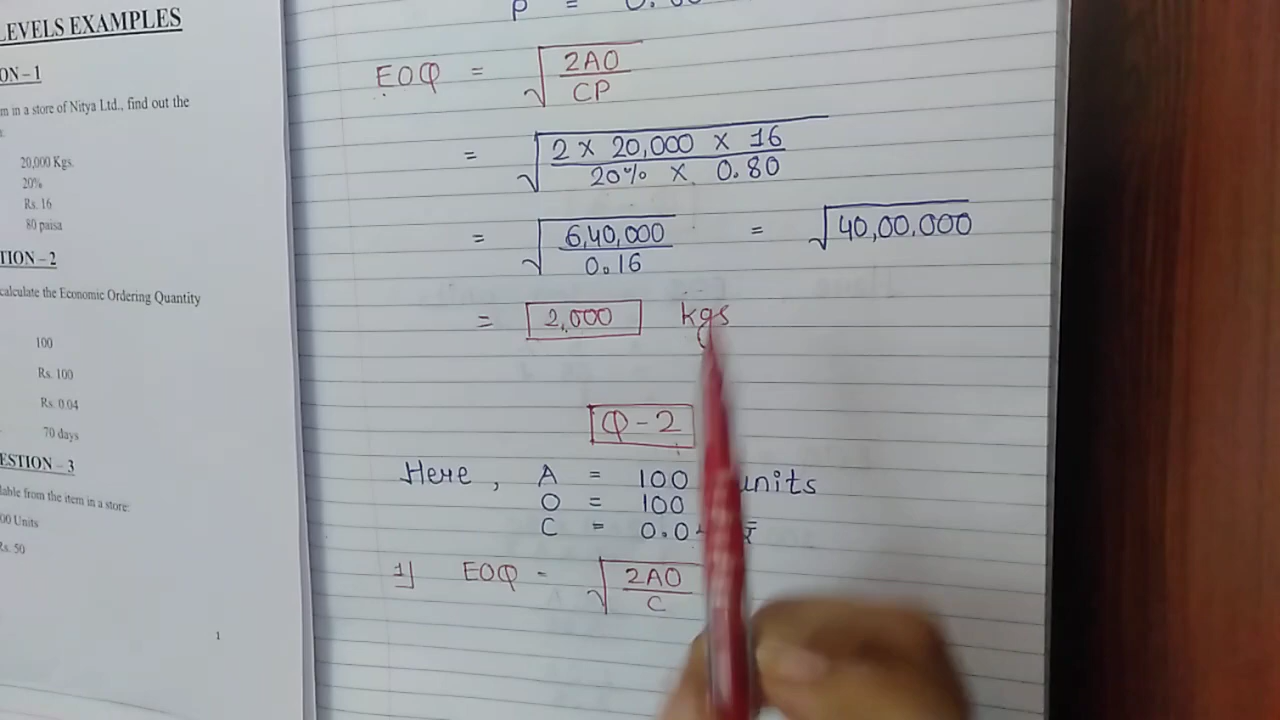 LEVELS EXAMPLES
ON – 1
m in a store of Nitya Ltd., find out the
20,000 Kgs.
20%
Rs. 16
80 paisa
TION – 2
calculate the Economic Ordering Quantity
100
Rs. 100
Rs. 0.04
70 days
ESTION – 3
lable from the item in a store:
00 Units
Rs. 50
1
P =
EOQ = √ 2AO
CP
= √ 2 x 20,000 x 16
20% x 0.80
= √ 6,40,000 = √ 40,00,000
0.16
= 2,000 kgs
Q - 2
Here, A = 100 units
O = 100
C = 0.0
1] EOQ - √ 2AO
C